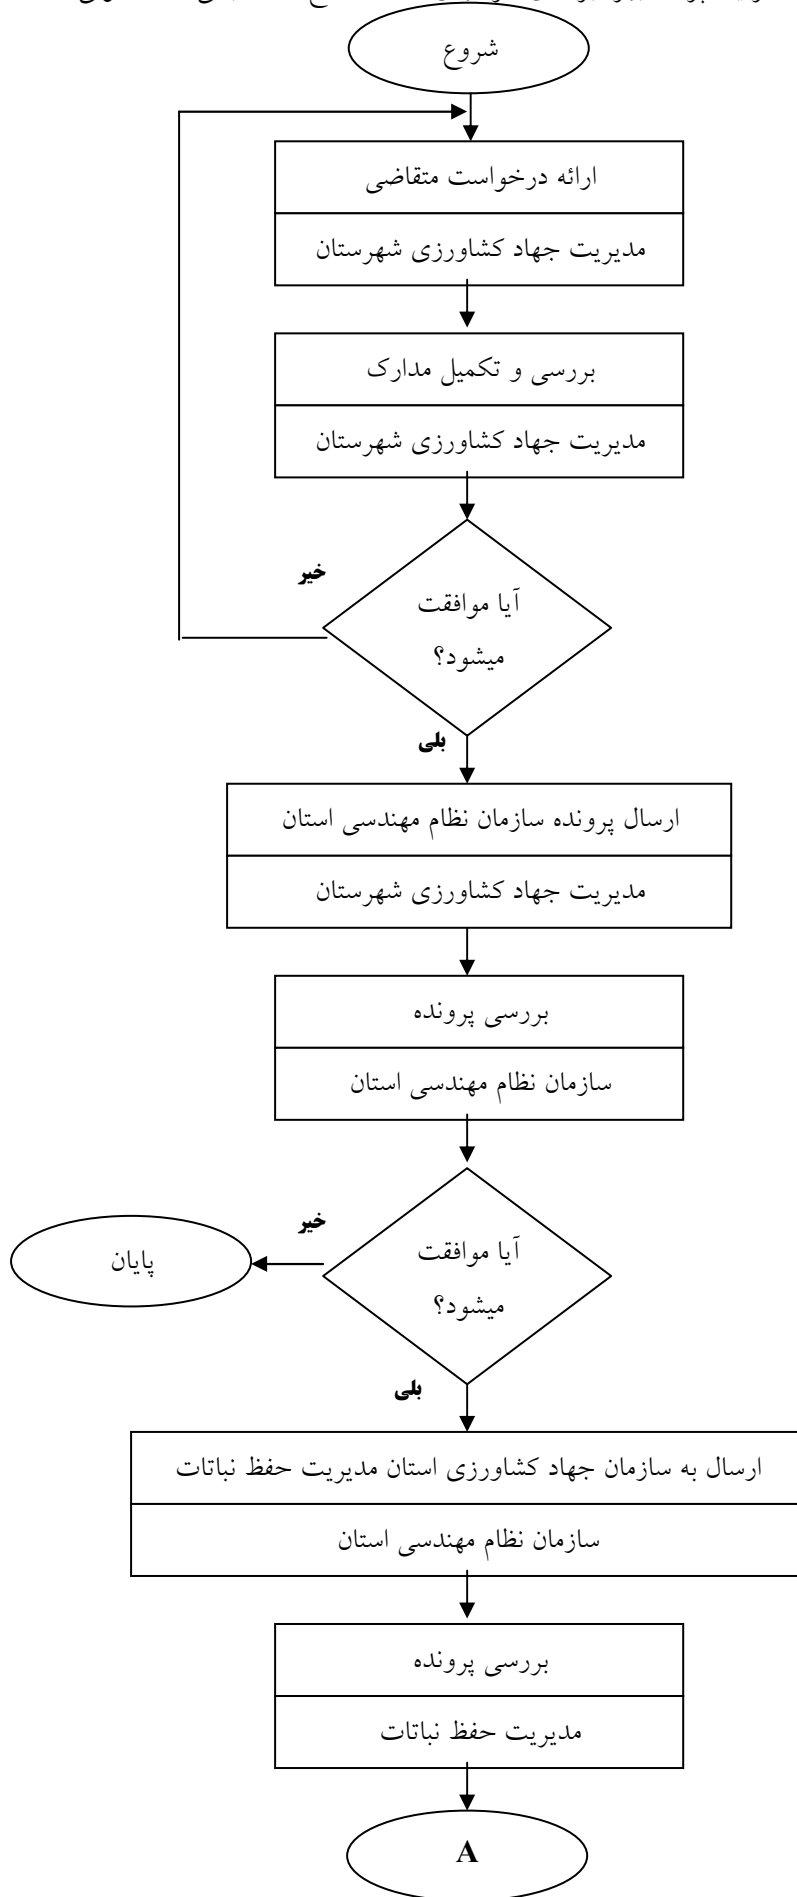 شروع
ارائه درخواست متقاضی
مدیریت جهاد کشاورزی شهرستان
بررسی و تکمیل مدارک
مدیریت جهاد کشاورزی شهرستان
خیر
آیا موافقت
میشود؟
بلی
ارسال پرونده سازمان نظام مهندسی استان
مدیریت جهاد کشاورزی شهرستان
بررسی پرونده
سازمان نظام مهندسی استان
خیر
آیا موافقت
میشود؟
پایان
بلی
ارسال به سازمان جهاد کشاورزی استان مدیریت حفظ نباتات
سازمان نظام مهندسی استان
بررسی پرونده
مدیریت حفظ نباتات
A